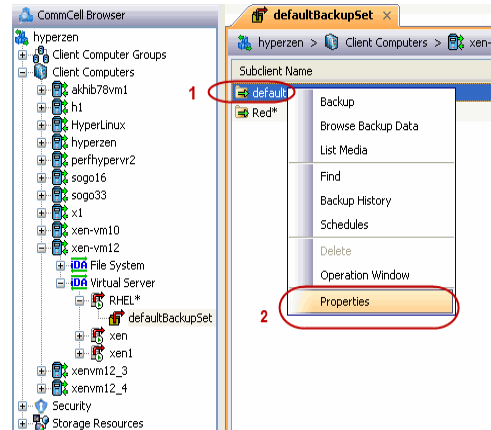 CommCell Browser
hyperzen
Client Computer Groups
Client Computers
akhib78vm1
h1
HyperLinux
hyperzen
perfhypervr2
sogo16
sogo33
x1
xen-vm10
xen-vm12
iDA File System
iDA Virtual Server
RHEL*
defaultBackupSet
xen
xen1
xenvm12_3
xenvm12_4
Security
Storage Resources
defaultBackupSet
hyperzen > Client Computers > xen-
Subclient Name
1
default
Red*
Backup
Browse Backup Data
List Media
Find
Backup History
Schedules
Delete
Operation Window
2
Properties